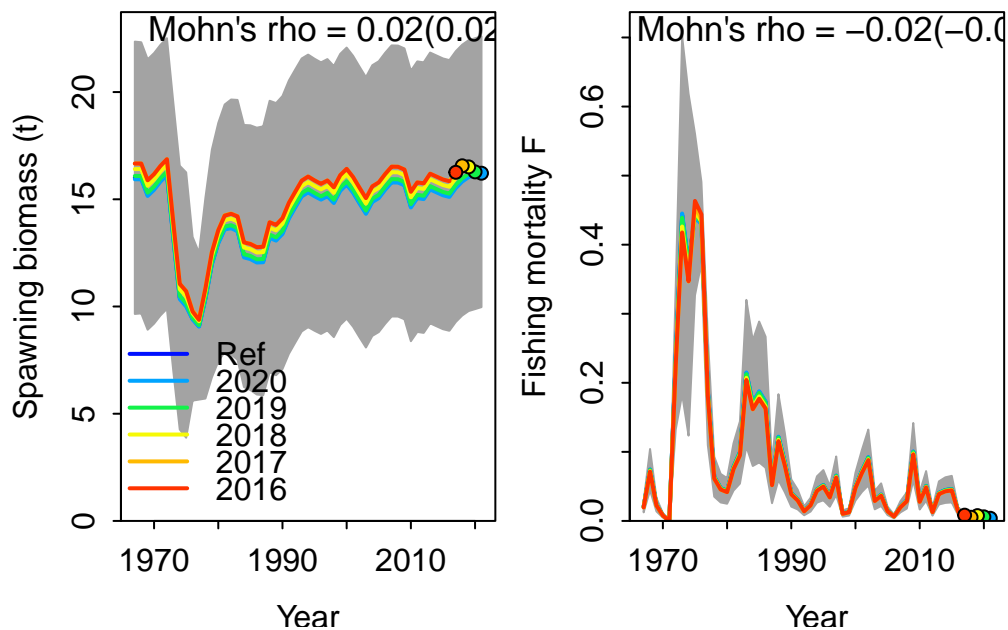 Mohn's rho = 0.02(0.02
Spawning biomass (t)
20
15
10
5
0
Ref
2020
2019
2018
2017
2016
1970
1990
2010
Year
Mohn's rho = −0.02(−0.0
Fishing mortality F
0.6
0.4
0.2
0.0
1970
1990
2010
Year